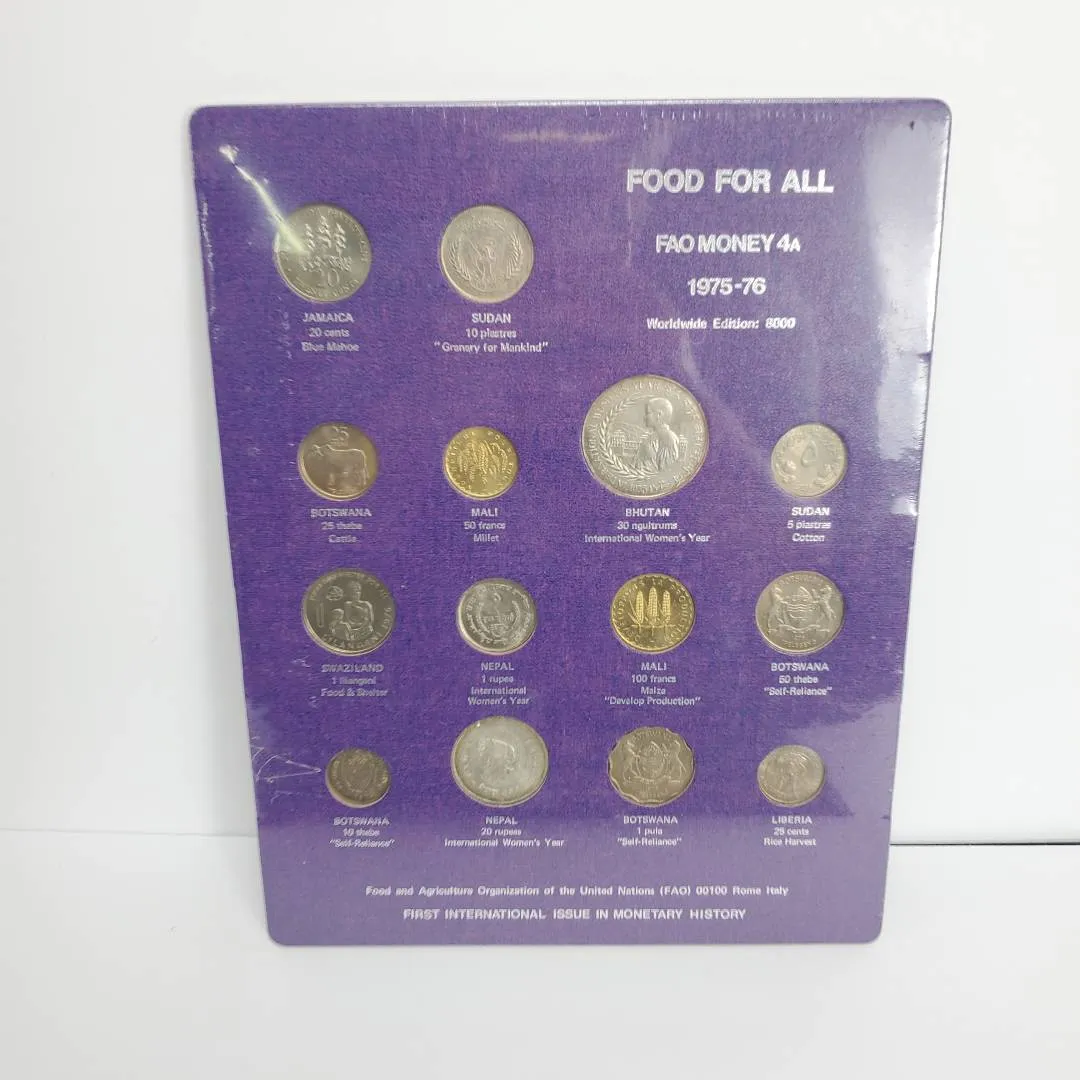 FOOD FOR ALL
FAO MONEY 4A
1975-76
Worldwide Edition: 8000
20
JAMAICA
20 cents
Blue Mahoe
SUDAN
10 piastres
"Granary for Mankind"
25
BOTSWANA
25 thebe
Cattle
MALI
50 francs
Millet
BHUTAN
30 ngultrums
International Women's Year
٥
SUDAN
5 piastres
Cotton
1
SWAZILAND
1 lilangeni
Food & Shelter
NEPAL
1 rupee
International
Women's Year
MALI
100 francs
Maize
"Develop Production"
BOTSWANA
BOTSWANA
50 thebe
"Self-Reliance"
BOTSWANA
10 thebe
"Self-Reliance"
NEPAL
20 rupees
International Women's Year
BOTSWANA
1 pula
"Self-Reliance"
LIBERIA
25 cents
Rice Harvest
Food and Agriculture Organization of the United Nations (FAO) 00100 Rome Italy
FIRST INTERNATIONAL ISSUE IN MONETARY HISTORY